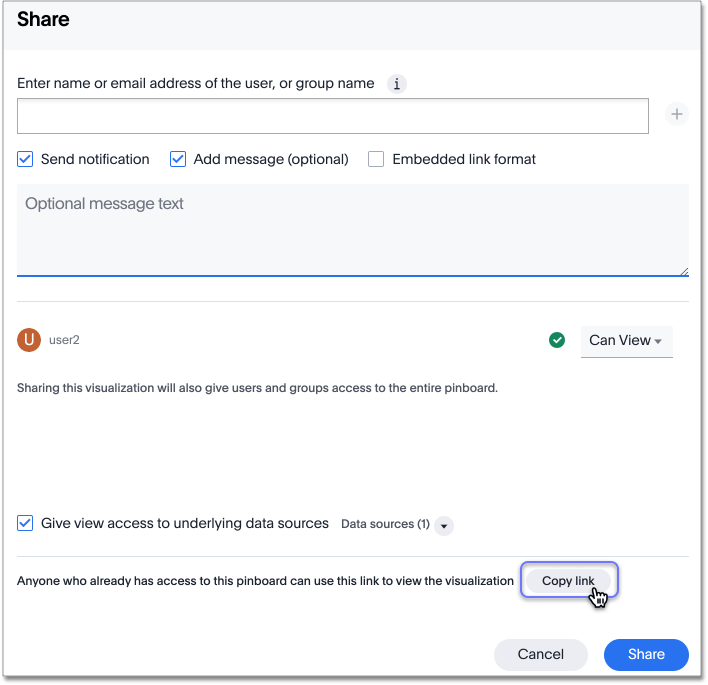 Share
Enter name or email address of the user, or group name i
+
Send notification Add message (optional) Embedded link format
Optional message text
U user2 Can View
Sharing this visualization will also give users and groups access to the entire pinboard.
Give view access to underlying data sources Data sources (1)
Anyone who already has access to this pinboard can use this link to view the visualization Copy link
Cancel Share